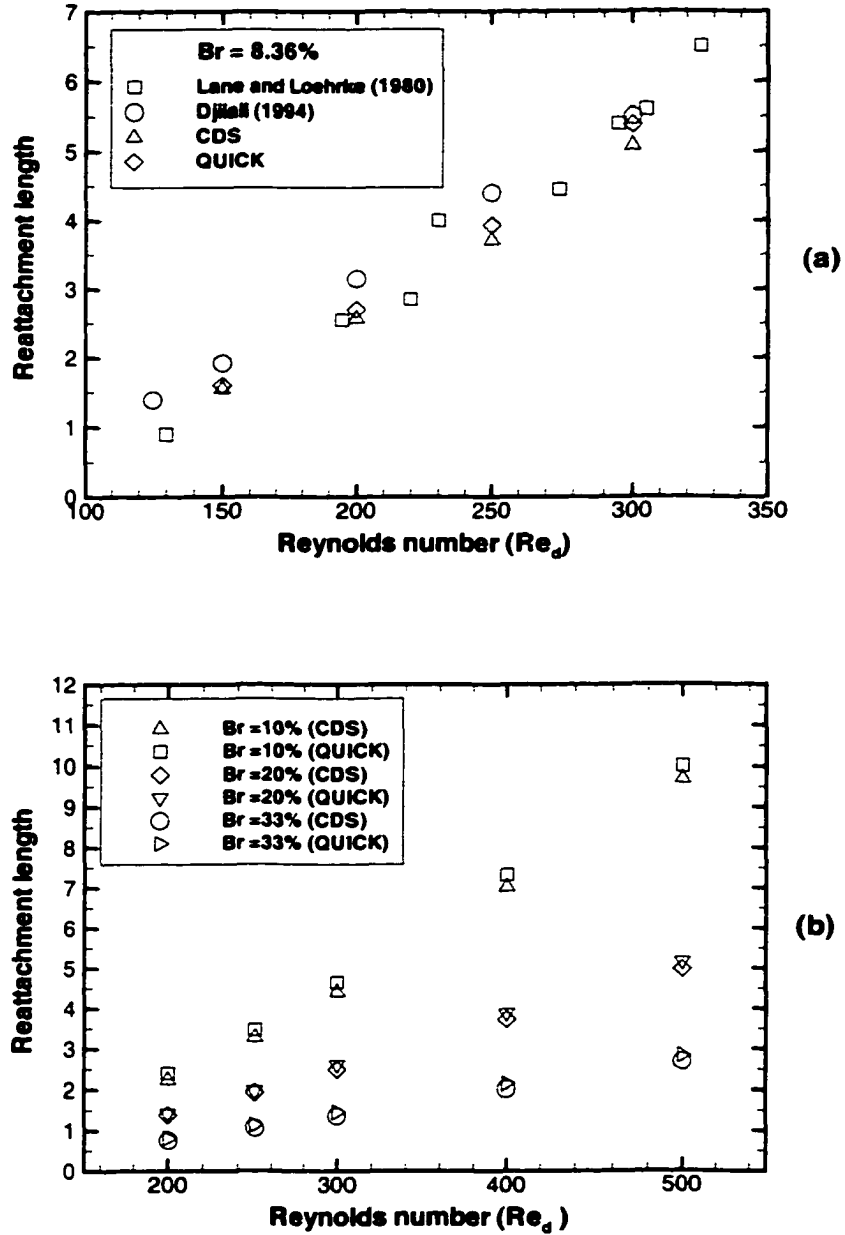 7
6
5
4
3
2
1
0
Reattachment length
Br = 8.36%
Lane and Loehrke (1980)
Djilali (1994)
CDS
QUICK
100 150 200 250 300 350
Reynolds number (Re_d)
(a)
12
11
10
9
8
7
6
5
4
3
2
1
0
Reattachment length
Br =10% (CDS)
Br =10% (QUICK)
Br =20% (CDS)
Br =20% (QUICK)
Br =33% (CDS)
Br =33% (QUICK)
200 300 400 500
Reynolds number (Re_d )
(b)